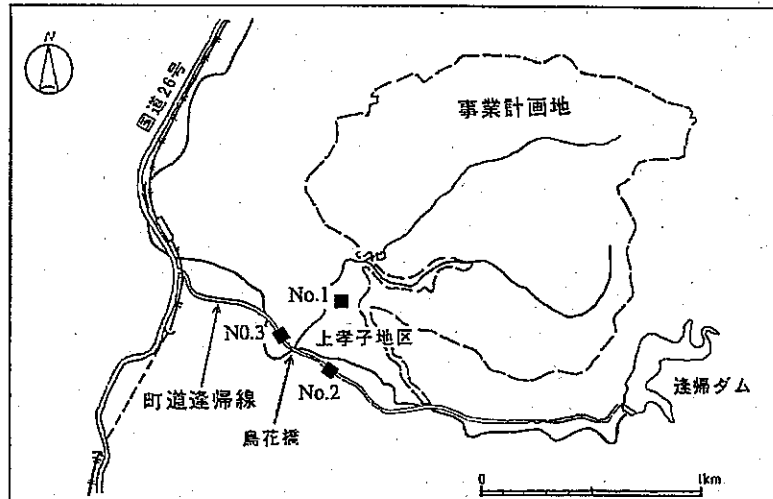 N
国道26号
事業計画地
No.1
上孝子地区
N0.3
No.2
町道逢帰線
鳥花橋
逢帰ダム
0
1km